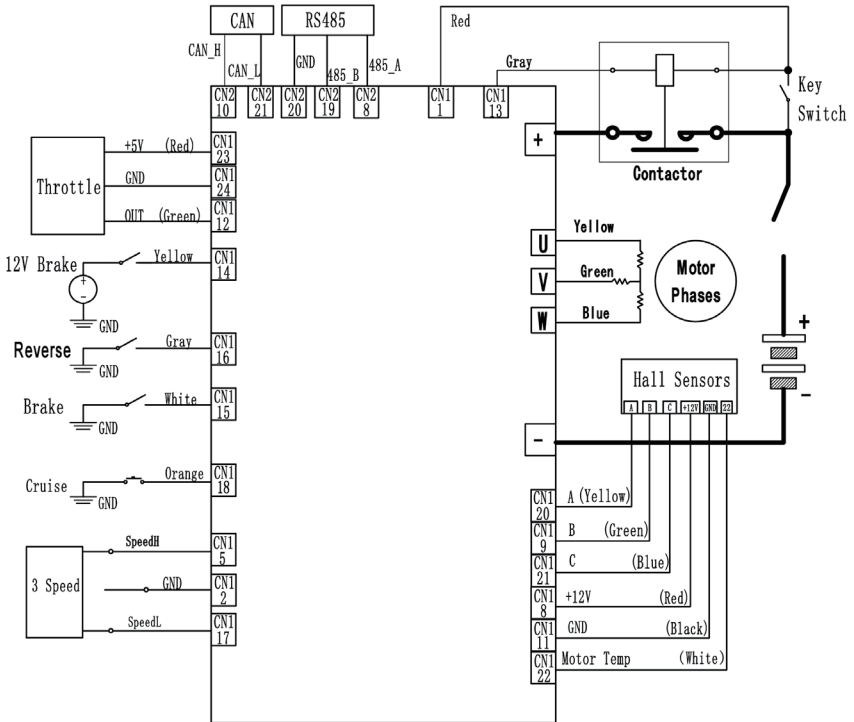 CAN
RS485
CAN_H
CAN_L
GND
485_B
485_A
Red
Gray
CN2
10
CN2
21
CN2
20
CN2
19
CN2
8
CN1
1
CN1
13
Key
Switch
+
Contactor
Throttle
+5V (Red)
CN1
23
GND
CN1
24
OUT (Green)
CN1
12
12V Brake
+
-
Yellow
CN1
14
GND
Reverse
Gray
CN1
16
GND
Brake
White
CN1
15
GND
Cruise
Orange
CN1
18
GND
3 Speed
SpeedH
CN1
5
GND
CN1
2
SpeedL
CN1
17
U
Yellow
V
Green
W
Blue
Motor
Phases
+
-
Hall Sensors
A B C +12V GND 22
-
CN1
20
A (Yellow)
CN1
9
B (Green)
CN1
21
C (Blue)
CN1
8
+12V (Red)
CN1
11
GND (Black)
CN1
22
Motor Temp (White)